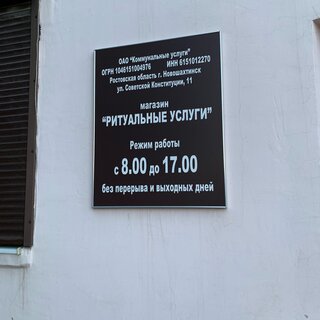 ОАО "Коммунальные услуги"
ОГРН 1046151004976 ИНН 6151012270
Ростовская область г. Новошахтинск
ул. Советской Конституции, 11
магазин
"РИТУАЛЬНЫЕ УСЛУГИ"
Режим работы
с 8.00 до 17.00
без перерыва и выходных дней